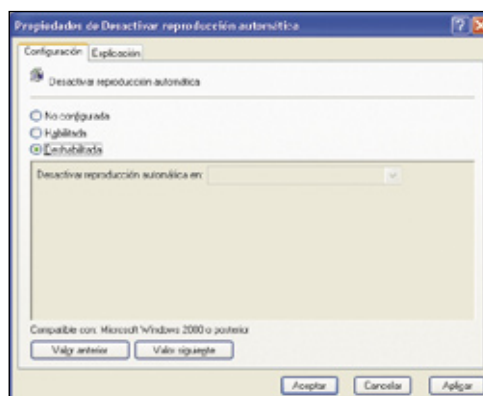 Propiedades de Desactivar reproducción automática
Configuración Explicación
Desactivar reproducción automática
No configurada
Habilitada
Deshabilitada
Desactivar reproducción automática en:
Compatible con: Microsoft Windows 2000 o posterior
Valor anterior Valor siguiente
Aceptar Cancelar Aplicar